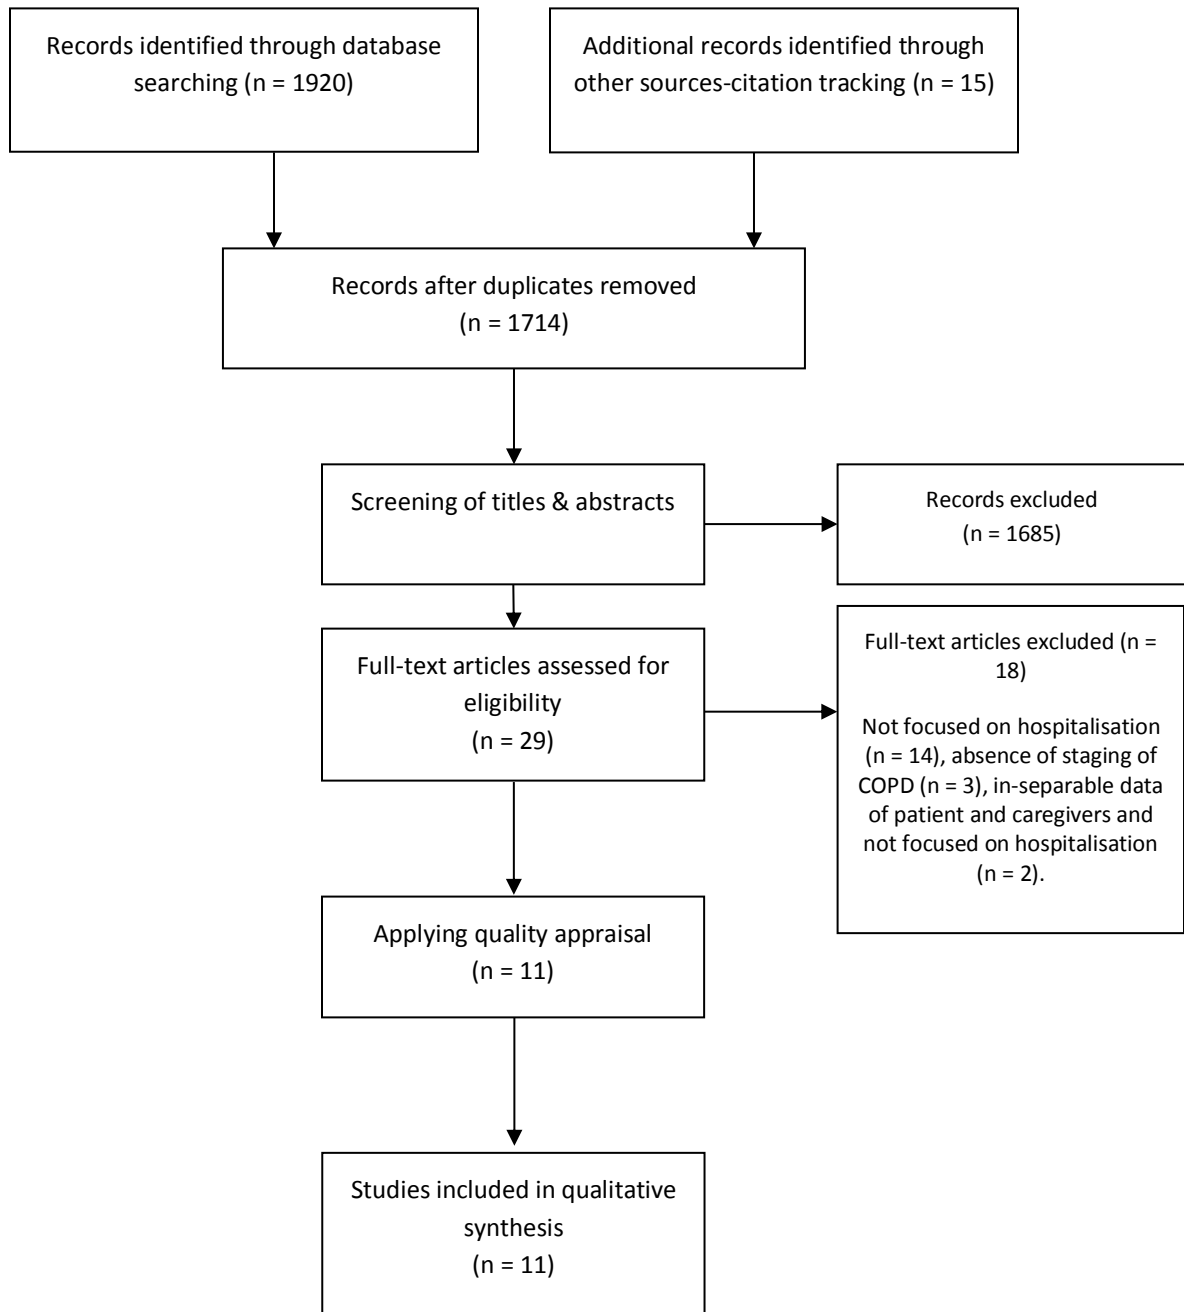 Records identified through database
searching (n = 1920)
Additional records identified through
other sources-citation tracking (n = 15)
Records after duplicates removed
(n = 1714)
Screening of titles & abstracts
Records excluded
(n = 1685)
Full-text articles assessed for
eligibility
(n = 29)
Full-text articles excluded (n =
18)
Not focused on hospitalisation
(n = 14), absence of staging of
COPD (n = 3), in-separable data
of patient and caregivers and
not focused on hospitalisation
(n = 2).
Applying quality appraisal
(n = 11)
Studies included in qualitative
synthesis
(n = 11)